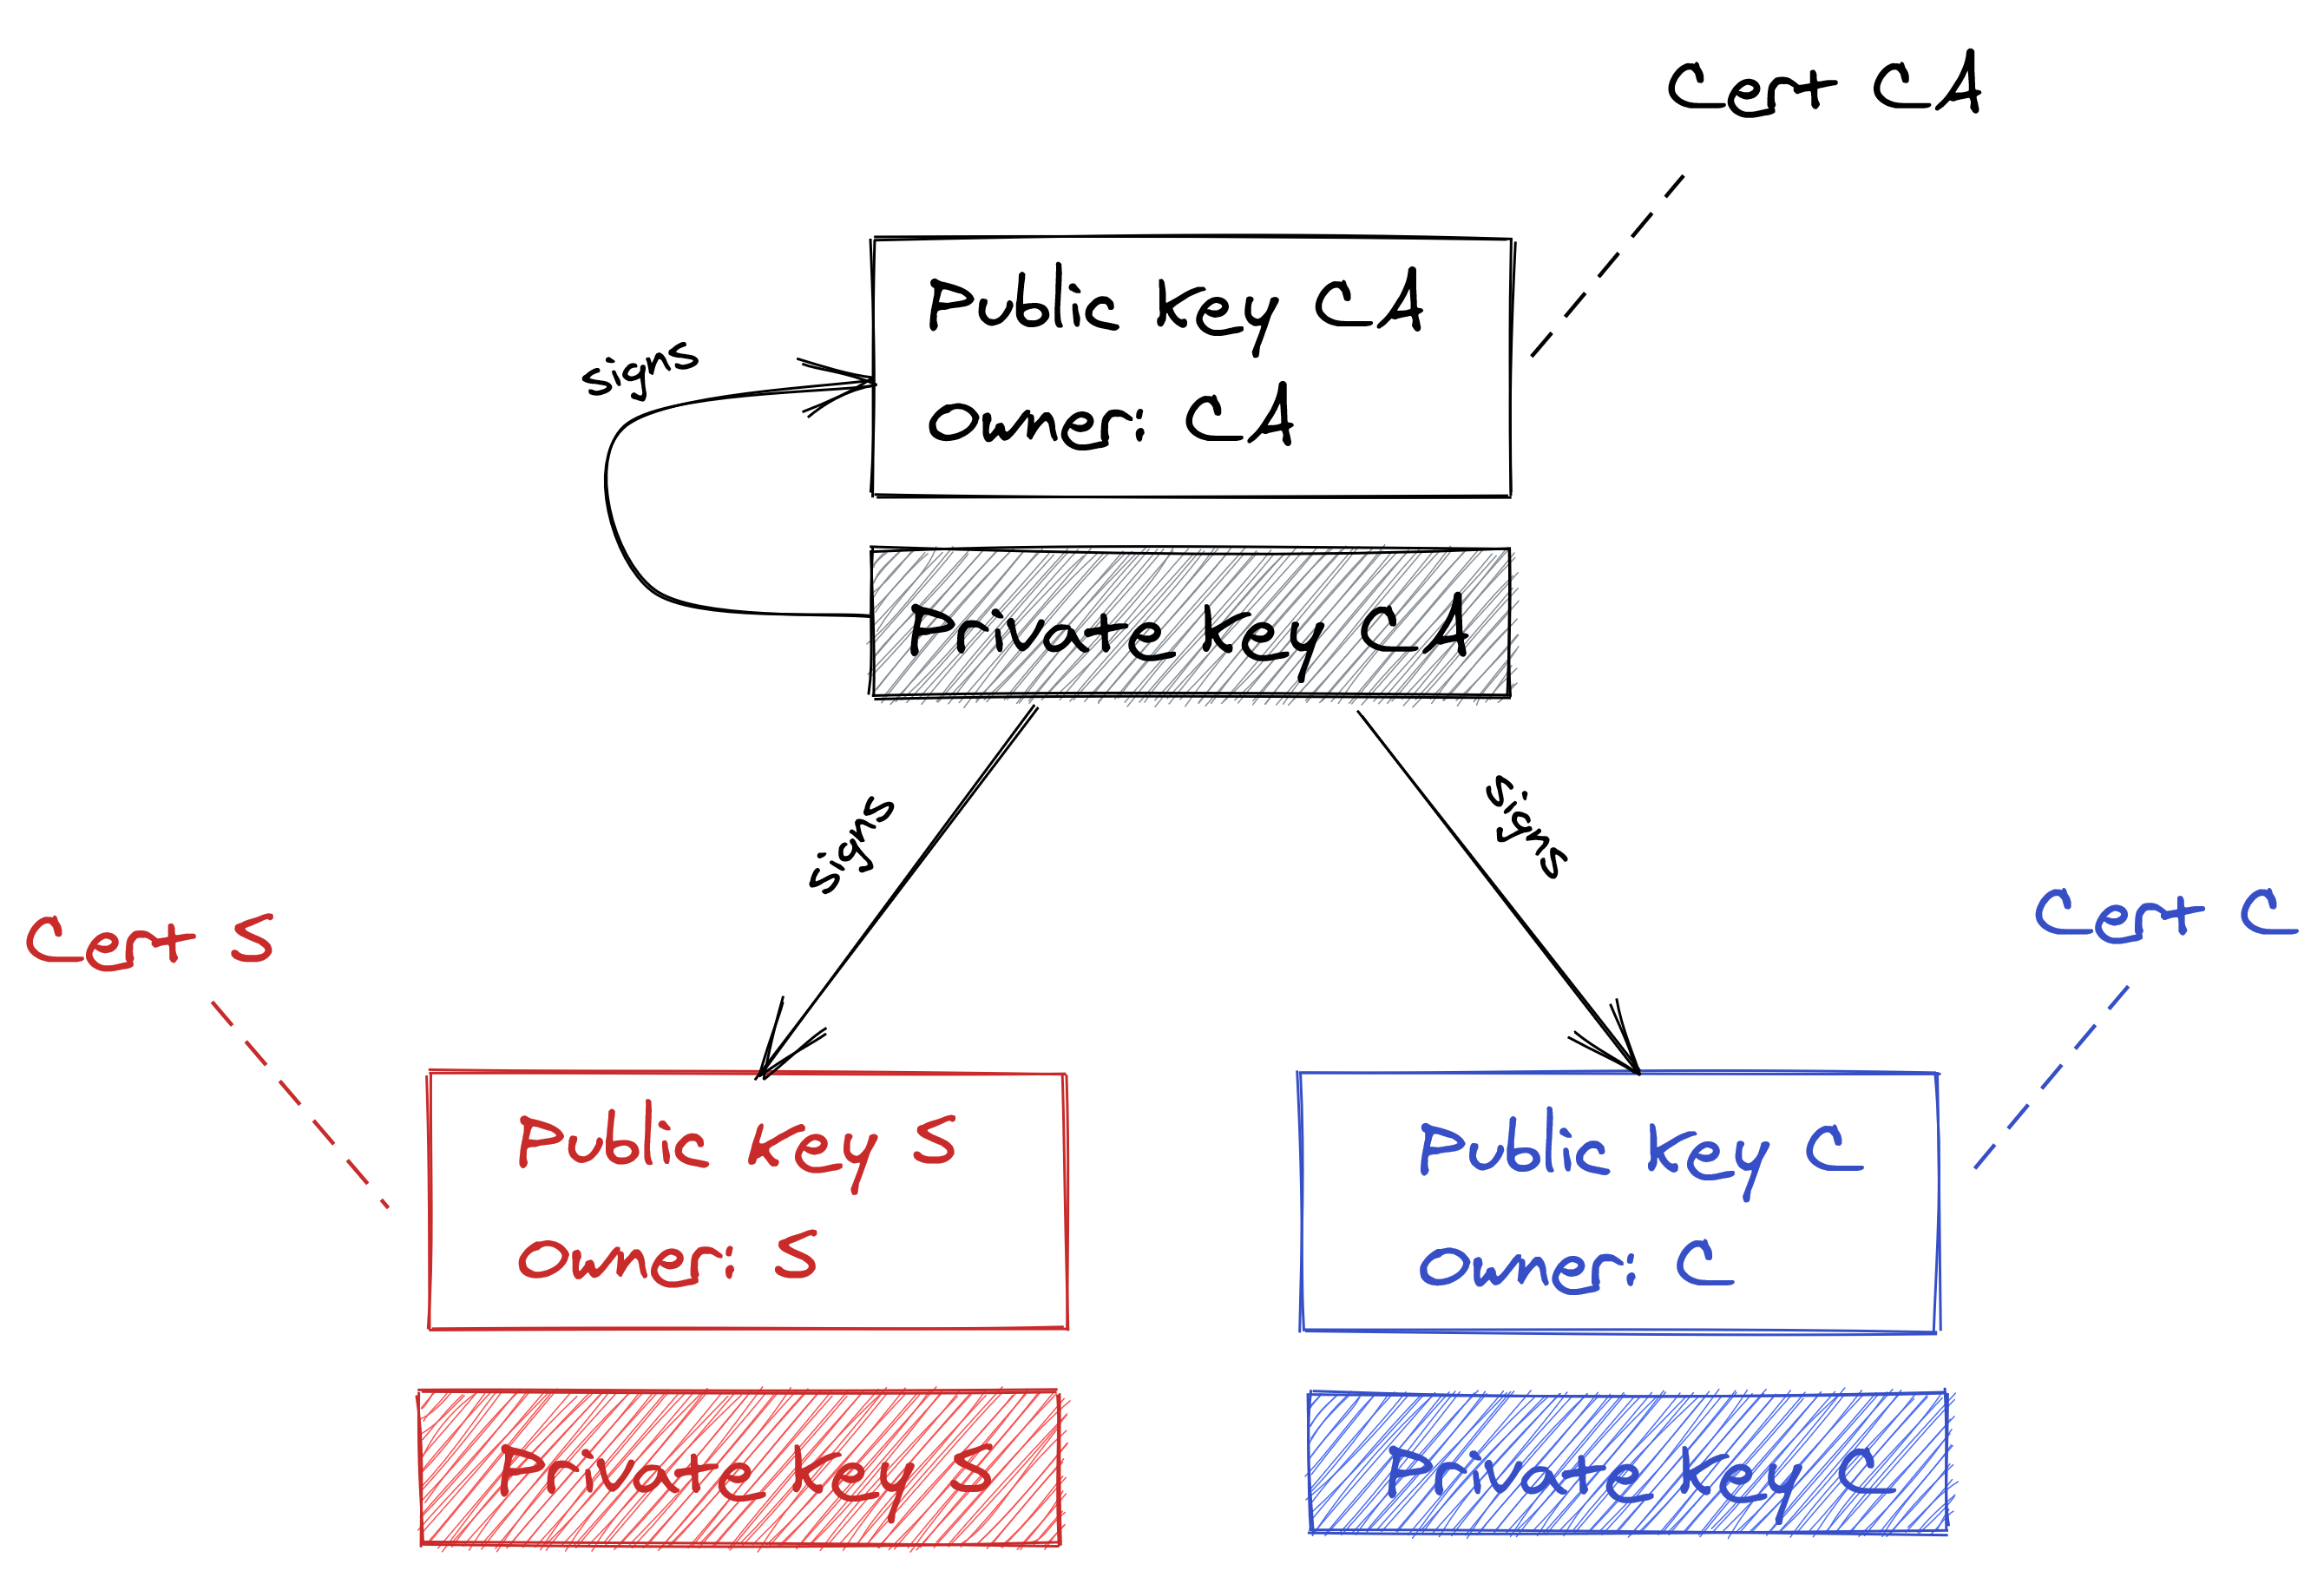 Cert CA
Public Key CA
signs
Owner: CA
Private Key CA
signs
signs
Cert S
Cert C
Public Key S
Owner: S
Public Key C
Owner: C
Private Key S
Private Key C